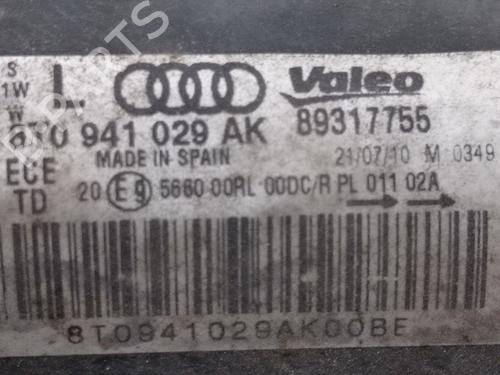 S
1W
W
L
Valeo
8T0 941 029 AK 89317755
ECE MADE IN SPAIN 21/07/10 M 0349
TD 20 E9 5660 00RL 00DC/R PL 011 02A
8T0941029AK00BE